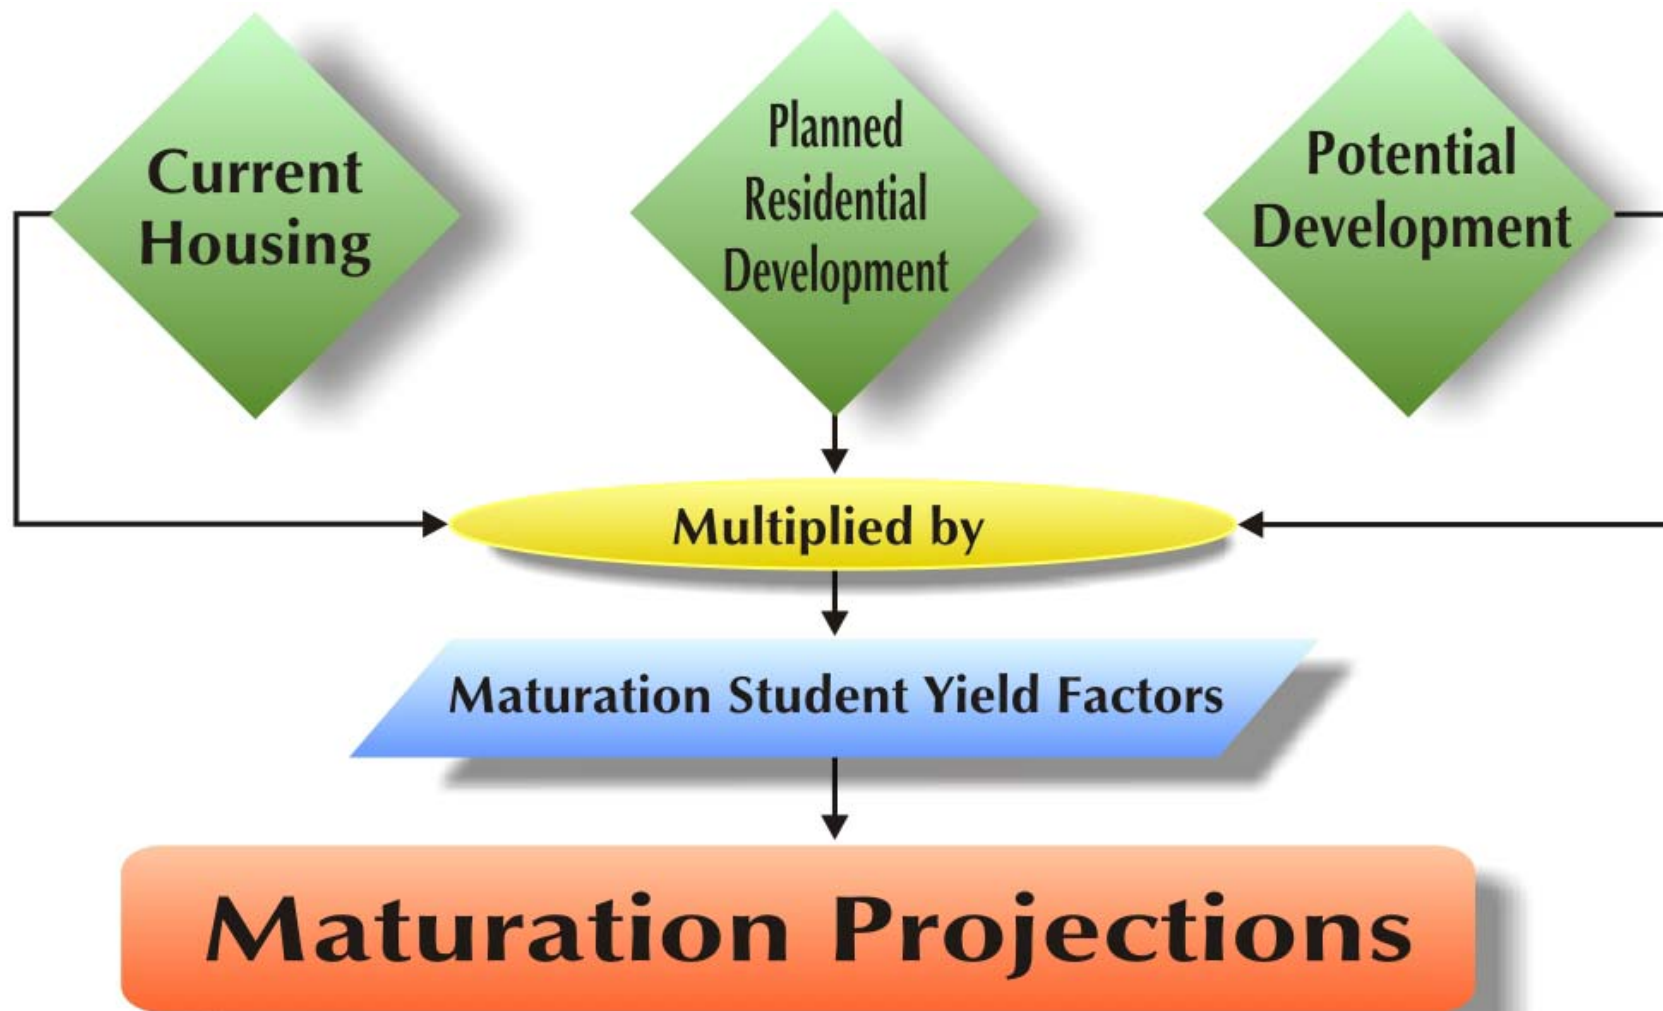 Current
Housing
Planned
Residential
Development
Potential
Development
Multiplied by
Maturation Student Yield Factors
Maturation Projections